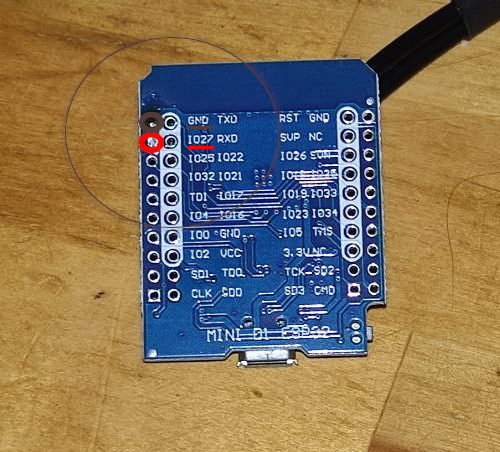 GND TXD RST GND
IO27 RXD SVP NC
IO25 IO22 IO26 SVN
IO32 IO21 IO18 IO35
TDI IO17 IO19 IO33
IO4 IO16 IO23 IO34
IO0 GND IO5 TMS
IO2 VCC 3.3V NC
SD1 TDO TCK SD2
CLK SD0 SD3 CMD
MINI D1 ESP32